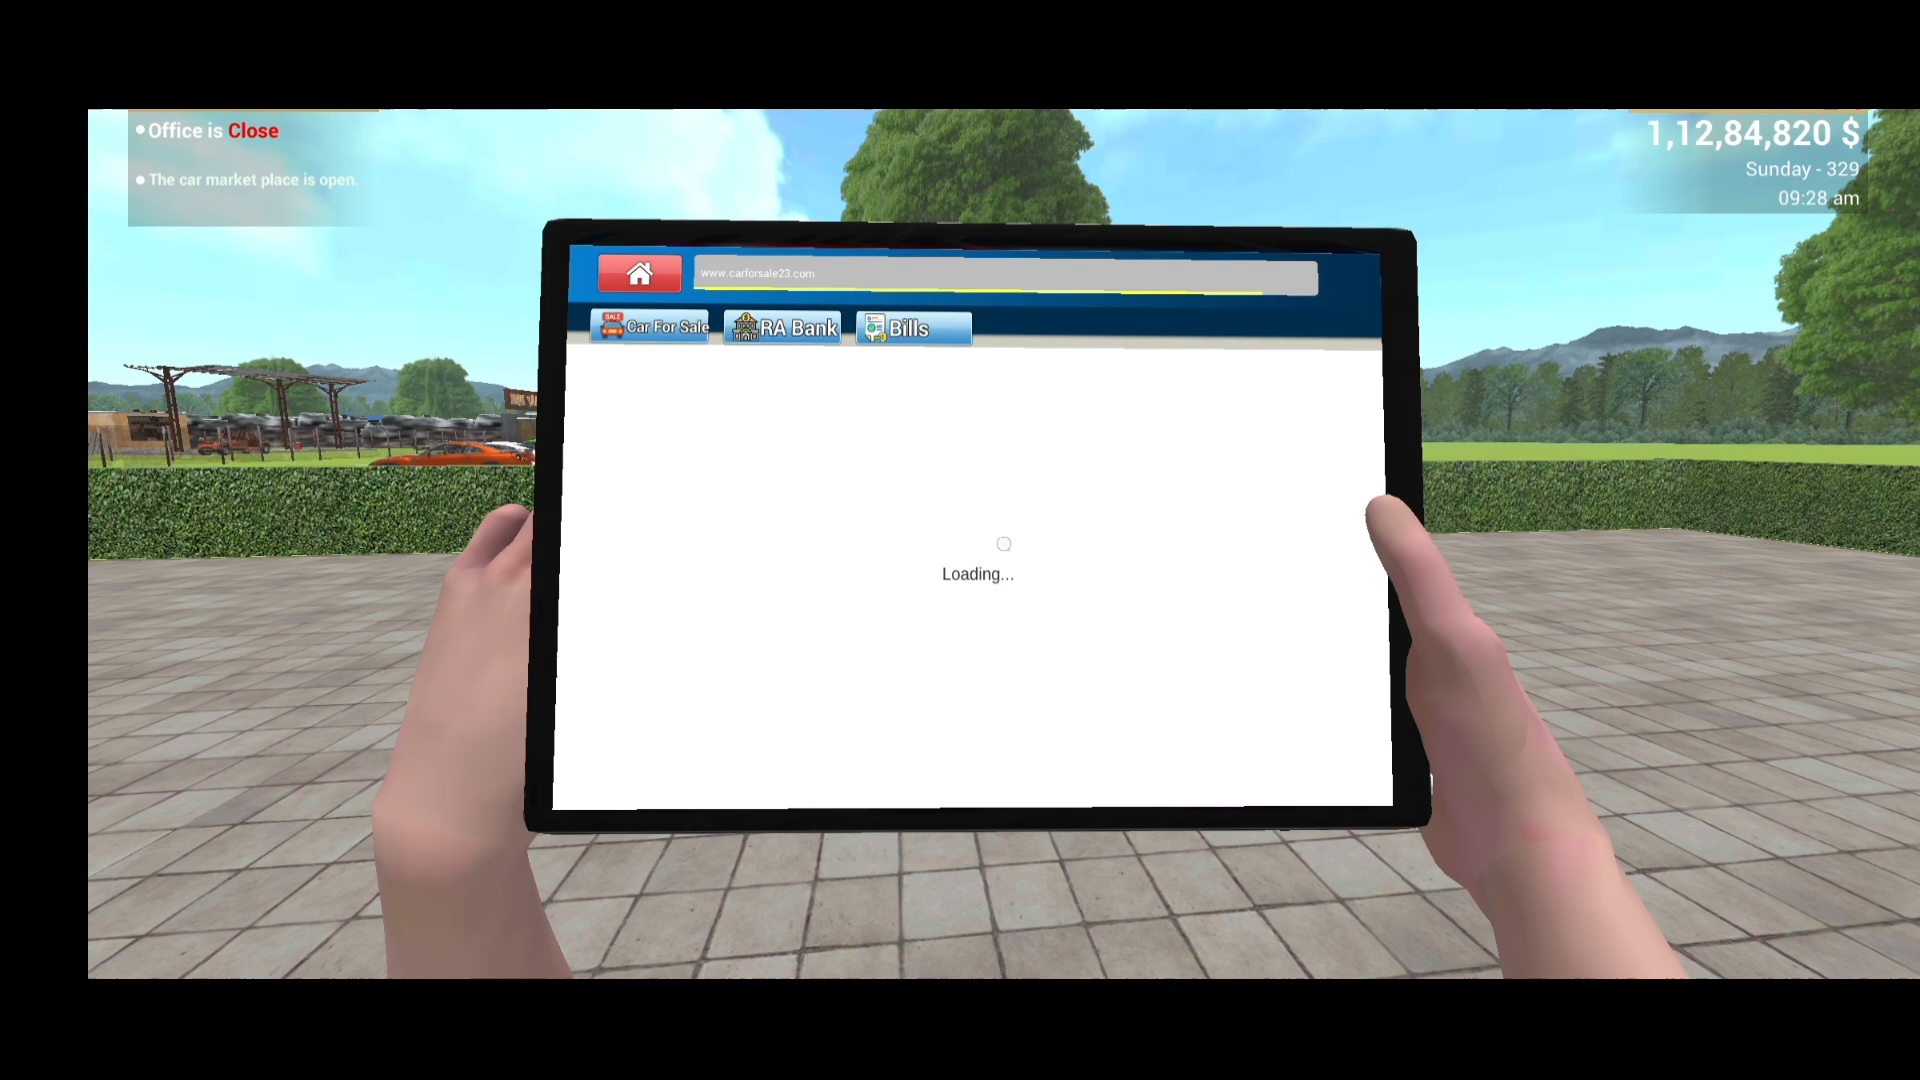 Office is Close
The car market place is open.
1,12,84,820 $
Sunday - 329
09:28 am
www.carforsale23.com
SALE
Car For Sale
RA Bank
Bills
Loading...